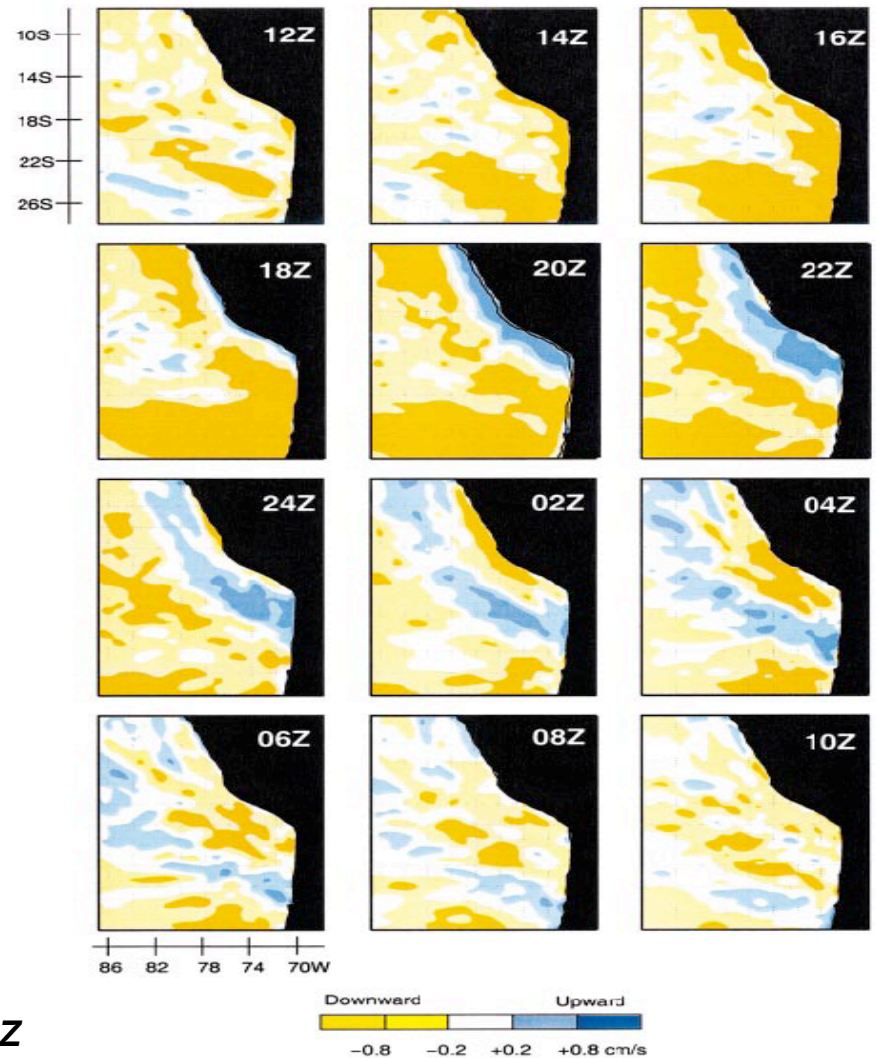 12Z 14Z 16Z
10S
14S
18S
22S
26S
18Z 20Z 22Z
24Z 02Z 04Z
06Z 08Z 10Z
86 82 78 74 70W
Downward Upward
-0.8 -0.2 +0.2 +0.8 cm/s
Z